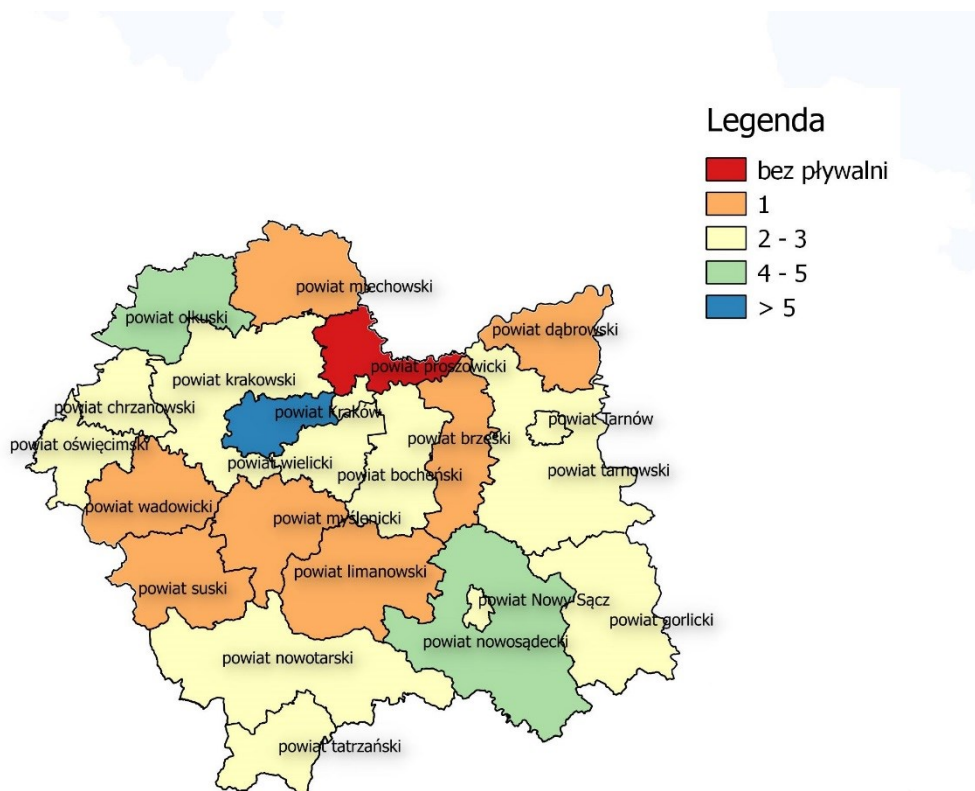 Legenda
bez pływalni
1
2 - 3
4 - 5
> 5
powiat miechowski
powiat olkuski
powiat dąbrowski
powiat proszowicki
powiat krakowski
powiat chrzanowski
powiat Kraków
powiat Tarnów
powiat oświęcimski
powiat brzeski
powiat wielicki
powiat bocheński
powiat tarnowski
powiat wadowicki
powiat myślenicki
powiat limanowski
powiat suski
powiat Nowy Sącz
powiat gorlicki
powiat nowosądecki
powiat nowotarski
powiat tatrzański